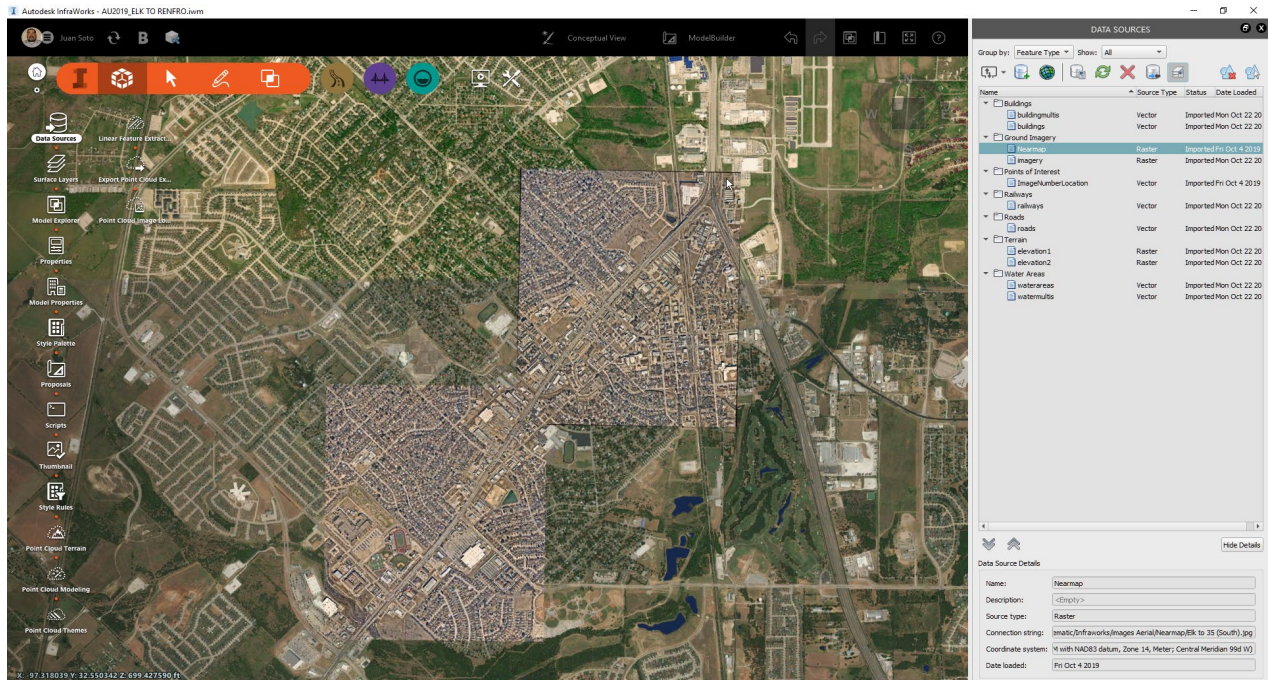 Autodesk InfraWorks - AU2019_ELK TO RENFRO.iwm
Juan Soto
B
Conceptual View
ModelBuilder
Data Sources
Linear Feature Extract...
Surface Layers
Export Point Cloud Ex...
Model Explorer
Point Cloud Image Lo...
Properties
Model Properties
Style Palette
Proposals
Scripts
Thumbnail
Style Rules
Point Cloud Terrain
Point Cloud Modeling
Point Cloud Themes
W
E
S
X: -97.318039 Y: 32.550342 Z: 699.427590 ft
DATA SOURCES
Group by: Feature Type Show: All
Name Source Type Status Date Loaded
Buildings
buildingmultis Vector Imported Mon Oct 22 20
buildings Vector Imported Mon Oct 22 20
Ground Imagery
Nearmap Raster Imported Fri Oct 4 2019
imagery Raster Imported Mon Oct 22 20
Points of Interest
ImageNumberLocation Vector Imported Fri Oct 4 2019
Railways
railways Vector Imported Mon Oct 22 20
Roads
roads Vector Imported Mon Oct 22 20
Terrain
elevation1 Raster Imported Mon Oct 22 20
elevation2 Raster Imported Mon Oct 22 20
Water Areas
waterareas Vector Imported Mon Oct 22 20
watermultis Vector Imported Mon Oct 22 20
Hide Details
Data Source Details
Name: Nearmap
Description: <Empty>
Source type: Raster
Connection string: ematic/Infraworks/images Aerial/Nearmap/Elk to 35 (South).jpg
Coordinate system: M with NAD83 datum, Zone 14, Meter; Central Meridian 99d W)
Date loaded: Fri Oct 4 2019